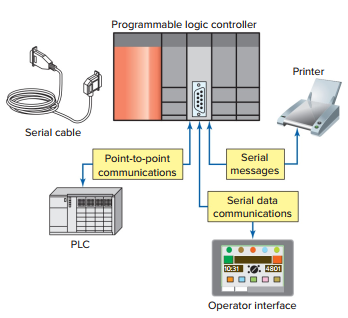 Programmable logic controller
Printer
Serial cable
Point-to-point
communications
Serial
messages
Serial data
communications
PLC
10:31
4801
Operator interface